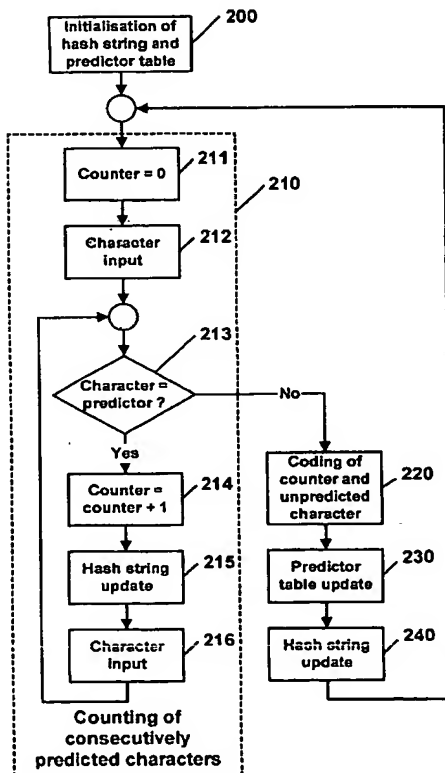 Initialisation of
hash string and
predictor table
200
Counter = 0
211
210
Character
input
212
213
Character =
predictor ?
No
Yes
Counter =
counter + 1
214
Coding of
counter and
unpredicted
character
220
Hash string
update
215
Predictor
table update
230
Character
input
216
Hash string
update
240
Counting of
consecutively
predicted characters